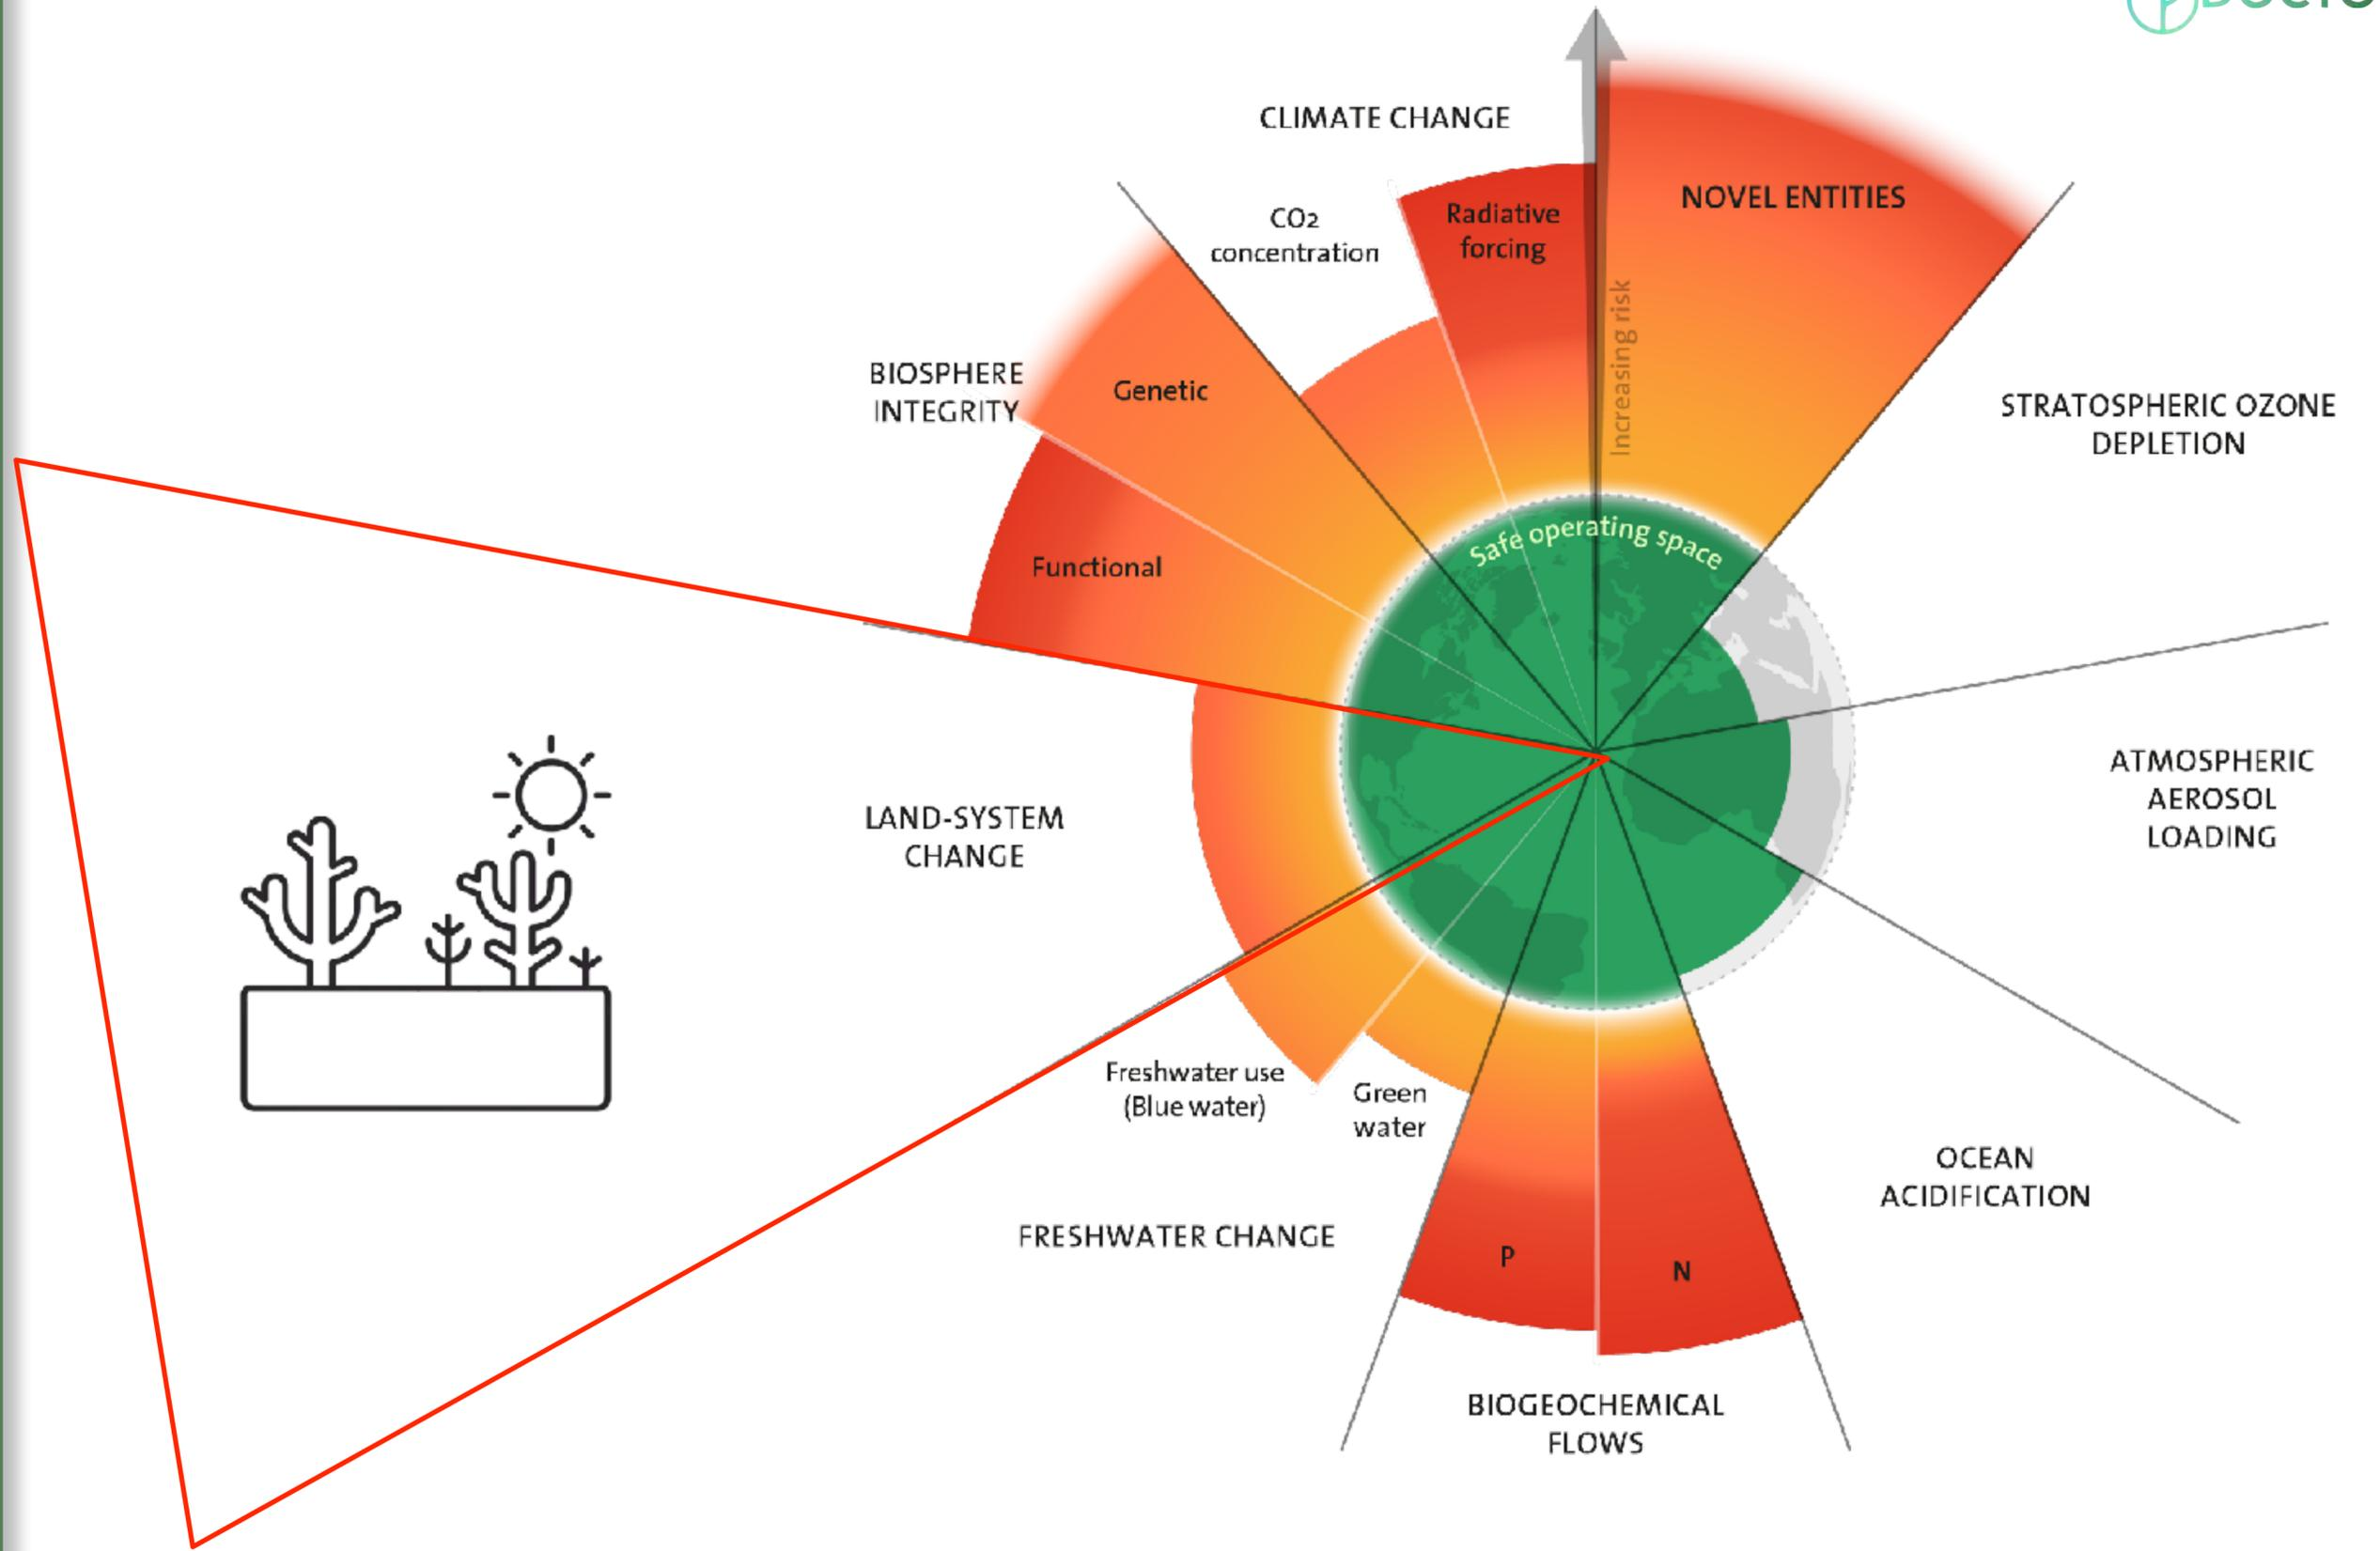 CLIMATE CHANGE
CO2
concentration
Radiative
forcing
NOVEL ENTITIES
Increasing risk
BIOSPHERE
INTEGRITY
Genetic
Functional
STRATOSPHERIC OZONE
DEPLETION
Safe operating space
ATMOSPHERIC
AEROSOL
LOADING
LAND-SYSTEM
CHANGE
Freshwater use
(Blue water)
Green
water
FRESHWATER CHANGE
OCEAN
ACIDIFICATION
P
N
BIOGEOCHEMICAL
FLOWS